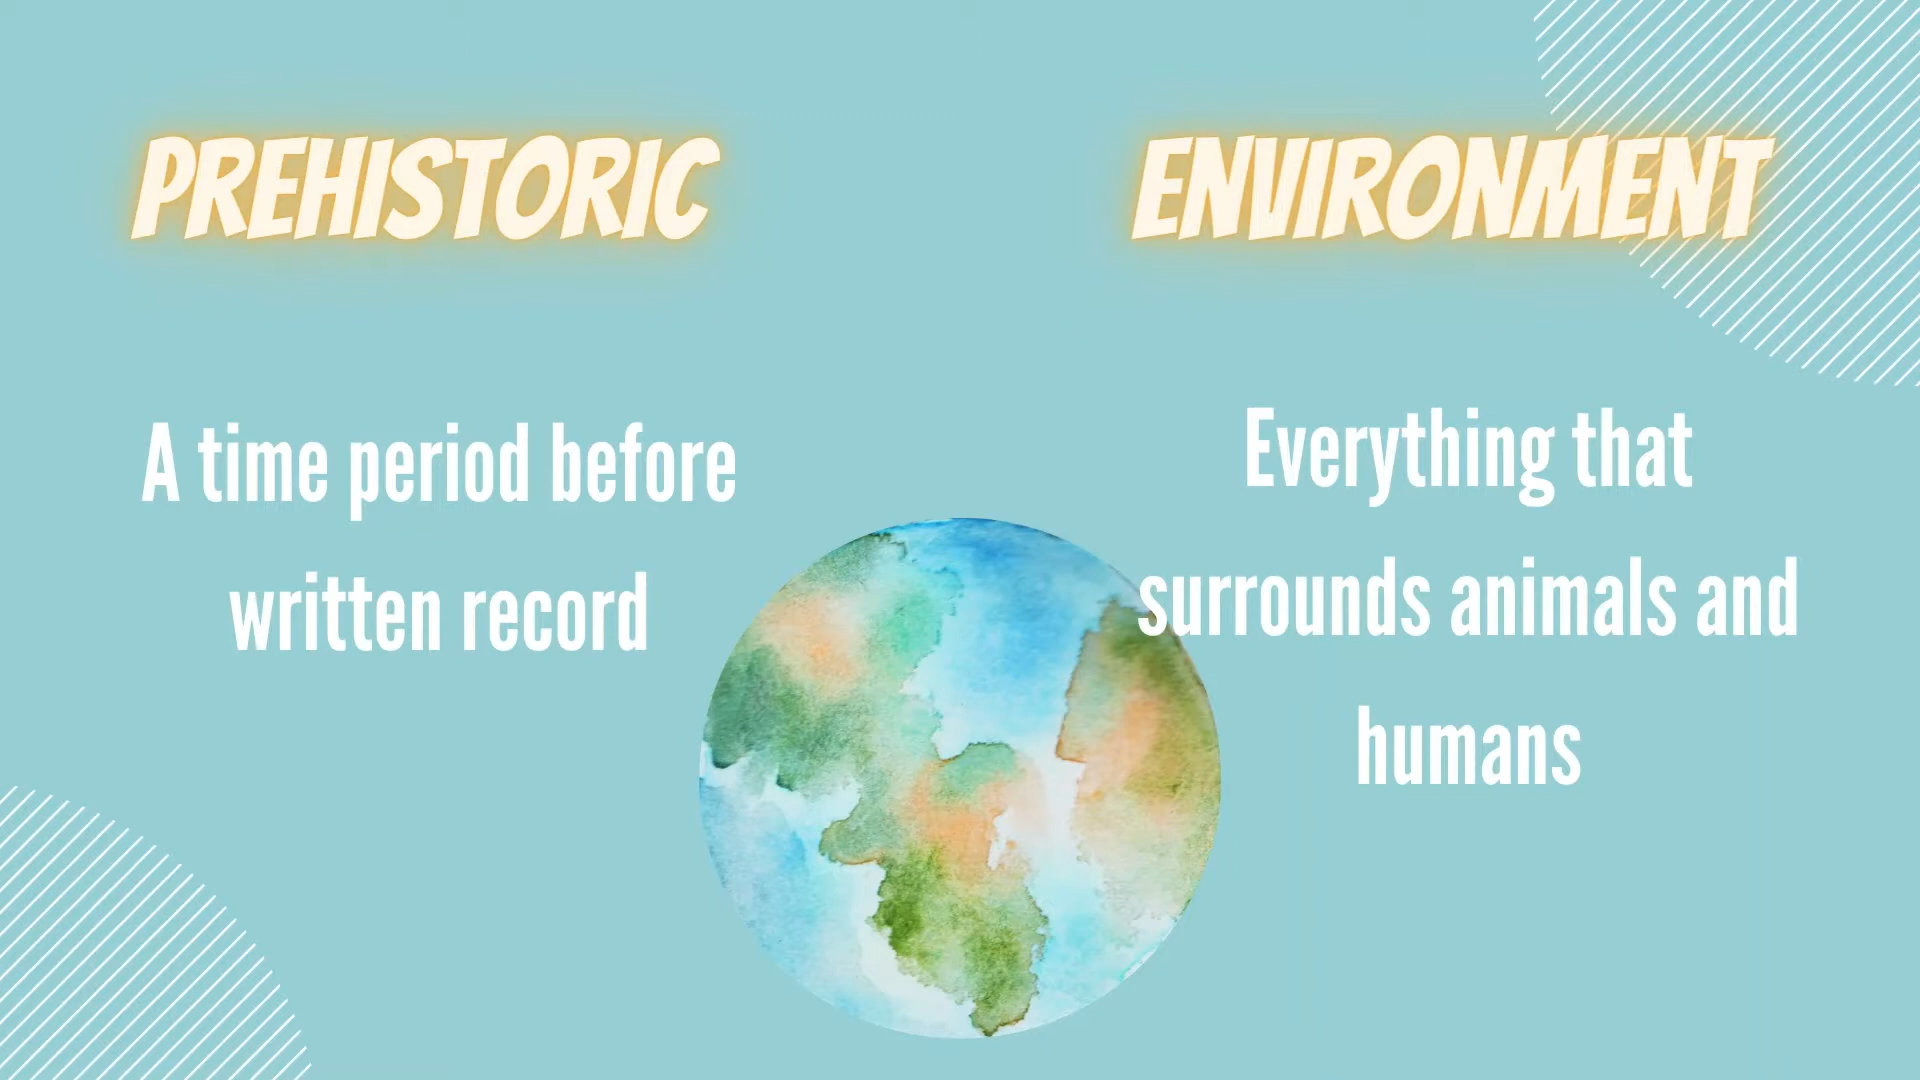 PREHISTORIC
A time period before
written record
ENVIRONMENT
Everything that
surrounds animals and
humans